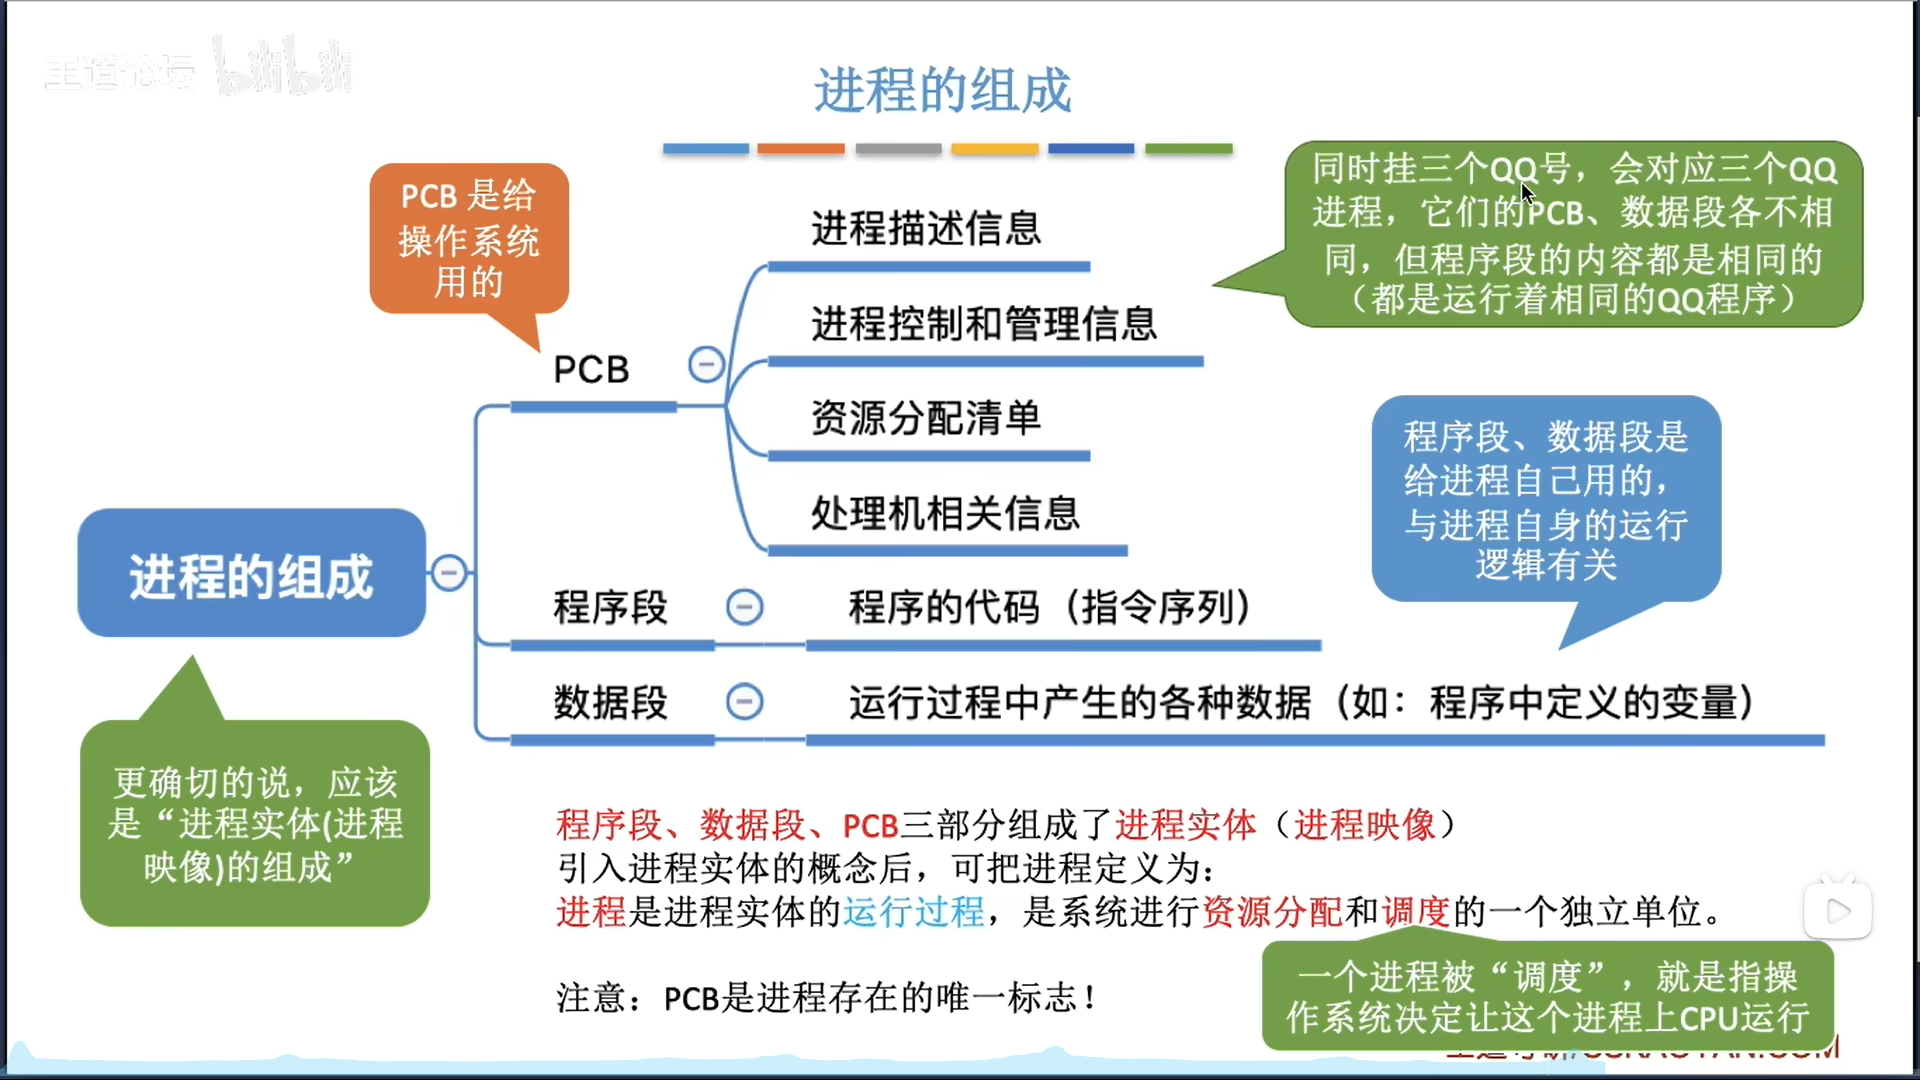 王道论坛 bilibili
进程的组成
PCB 是给
操作系统
用的
同时挂三个QQ号，会对应三个QQ
进程，它们的PCB、数据段各不相
同，但程序段的内容都是相同的
（都是运行着相同的QQ程序）
进程描述信息
进程控制和管理信息
PCB
资源分配清单
处理机相关信息
程序段、数据段是
给进程自己用的，
与进程自身的运行
逻辑有关
进程的组成
程序段
程序的代码（指令序列）
数据段
运行过程中产生的各种数据（如：程序中定义的变量）
更确切的说，应该
是“进程实体(进程
映像)的组成”
程序段、数据段、PCB三部分组成了进程实体（进程映像）
引入进程实体的概念后，可把进程定义为：
进程是进程实体的运行过程，是系统进行资源分配和调度的一个独立单位。
注意：PCB是进程存在的唯一标志！
一个进程被“调度”，就是指操
作系统决定让这个进程上CPU运行